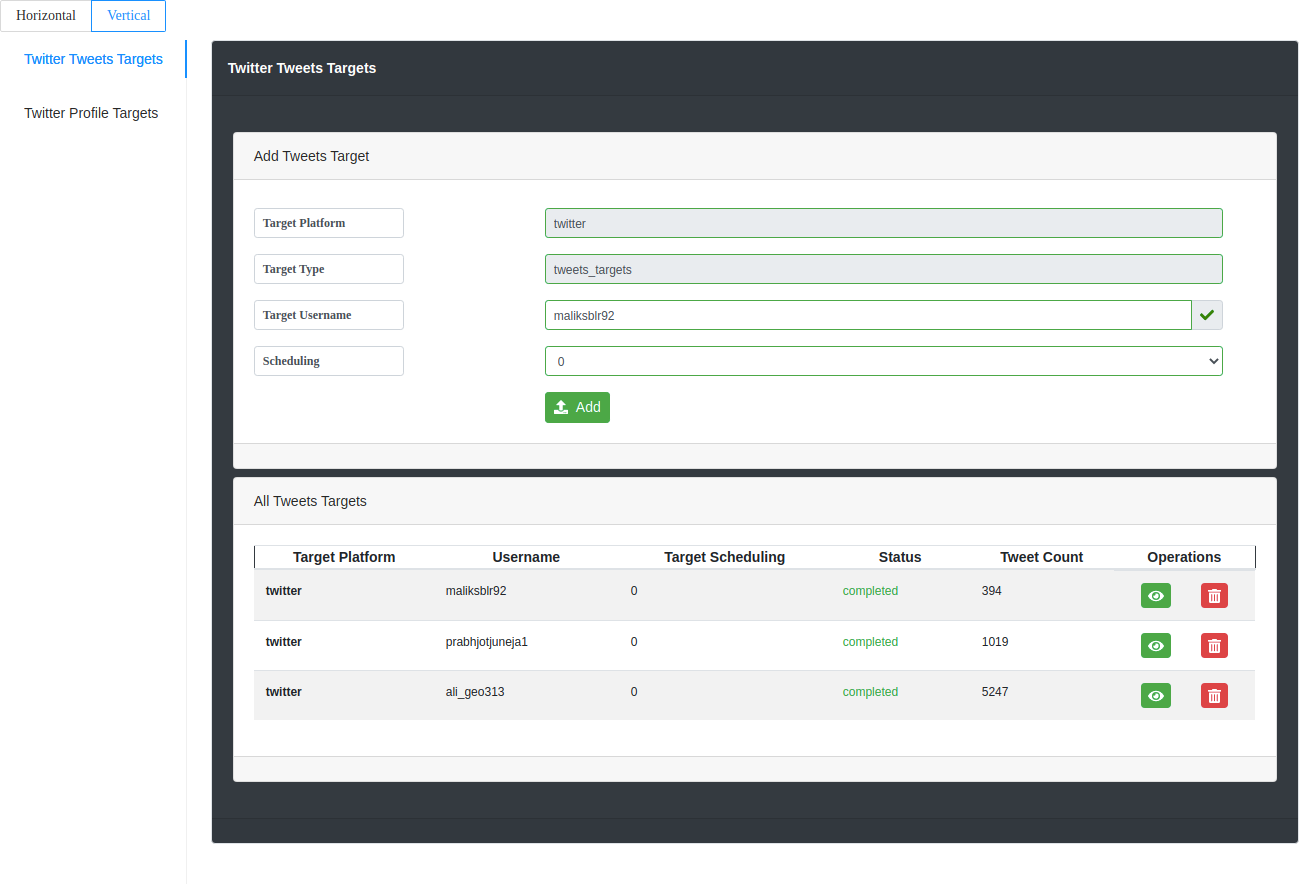 Horizontal Vertical
Twitter Tweets Targets
Twitter Profile Targets
Twitter Tweets Targets
Add Tweets Target
Target Platform twitter
Target Type tweets_targets
Target Username maliksblr92
Scheduling 0
Add
All Tweets Targets
Target Platform Username Target Scheduling Status Tweet Count Operations
twitter maliksblr92 0 completed 394
twitter prabhjotjuneja1 0 completed 1019
twitter ali_geo313 0 completed 5247